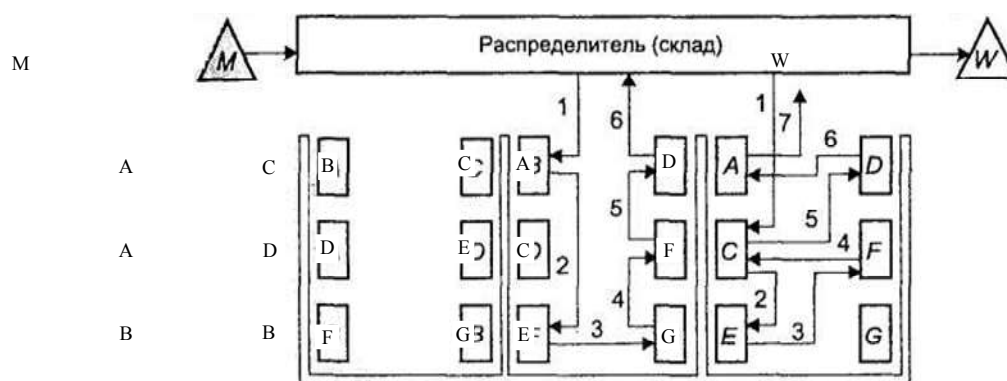 Распределитель (склад)
M M W W
1 6 1 7
A C B C A B D A 6 D
5 5
A D D E C 2 F C 4 F
4 2
B B F G E 3 G E 3 G